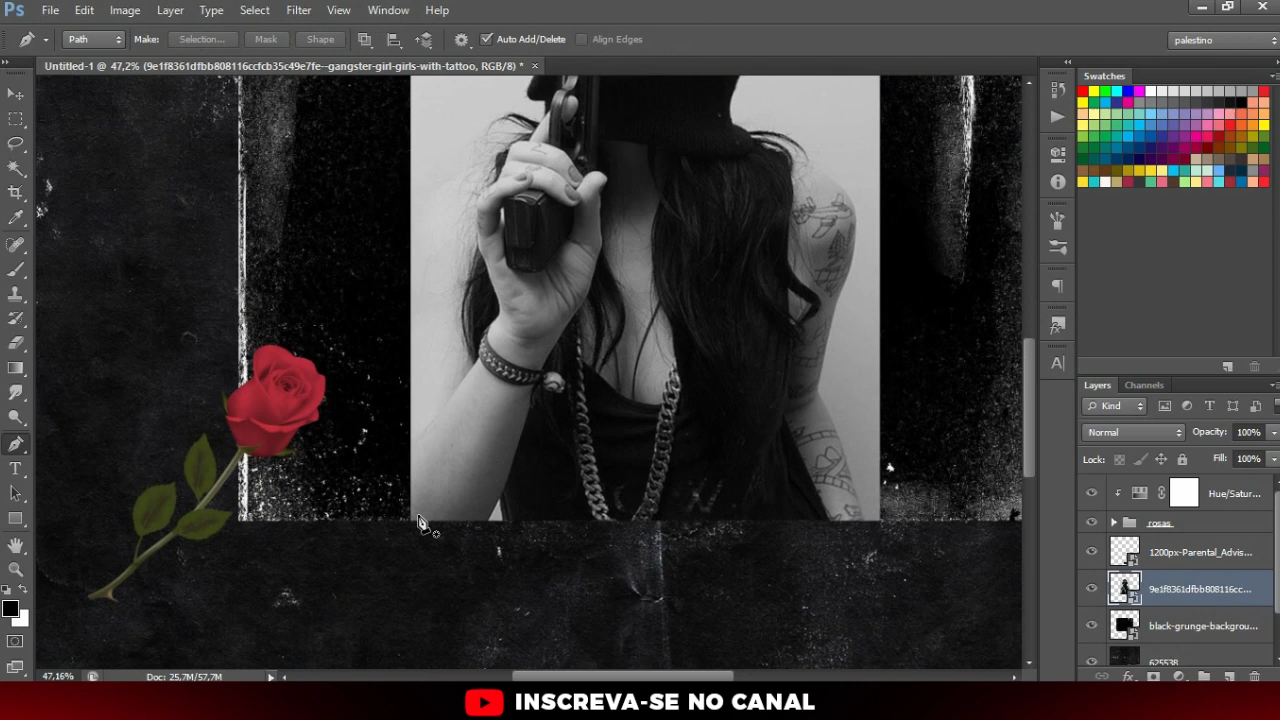 Ps File Edit Image Layer Type Select Filter View Window Help
Path Make: Selection... Mask Shape Auto Add/Delete Align Edges palestino
Untitled-1 @ 47,2% (9e1f8361dfbb808116ccfcb35c49e7fe--gangster-girl-girls-with-tattoo, RGB/8) * ×
Swatches
Layers Channels
Kind
Normal Opacity: 100%
Lock: Fill: 100%
Hue/Satur...
rosas
1200px-Parental_Advis...
9e1f8361dfbb808116cc...
black-grunge-backgrou...
625538
47,16% Doc: 25,7M/57,7M
INSCREVA-SE NO CANAL